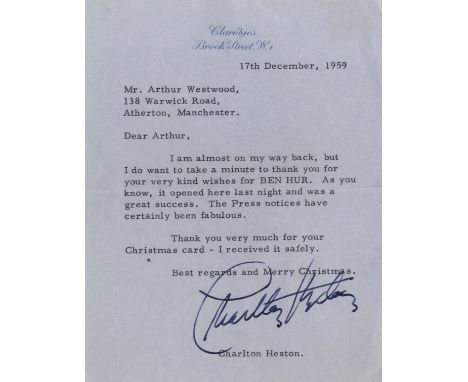 Claridge's
Brook Street. W.1
17th December, 1959
Mr. Arthur Westwood,
138 Warwick Road,
Atherton, Manchester.
Dear Arthur,
I am almost on my way back, but
I do want to take a minute to thank you for
your very kind wishes for BEN HUR. As you
know, it opened here last night and was a
great success. The Press notices have
certainly been fabulous.
Thank you very much for your
Christmas card - I received it safely.
Best regards and Merry Christmas.
Charlton Heston
Charlton Heston.